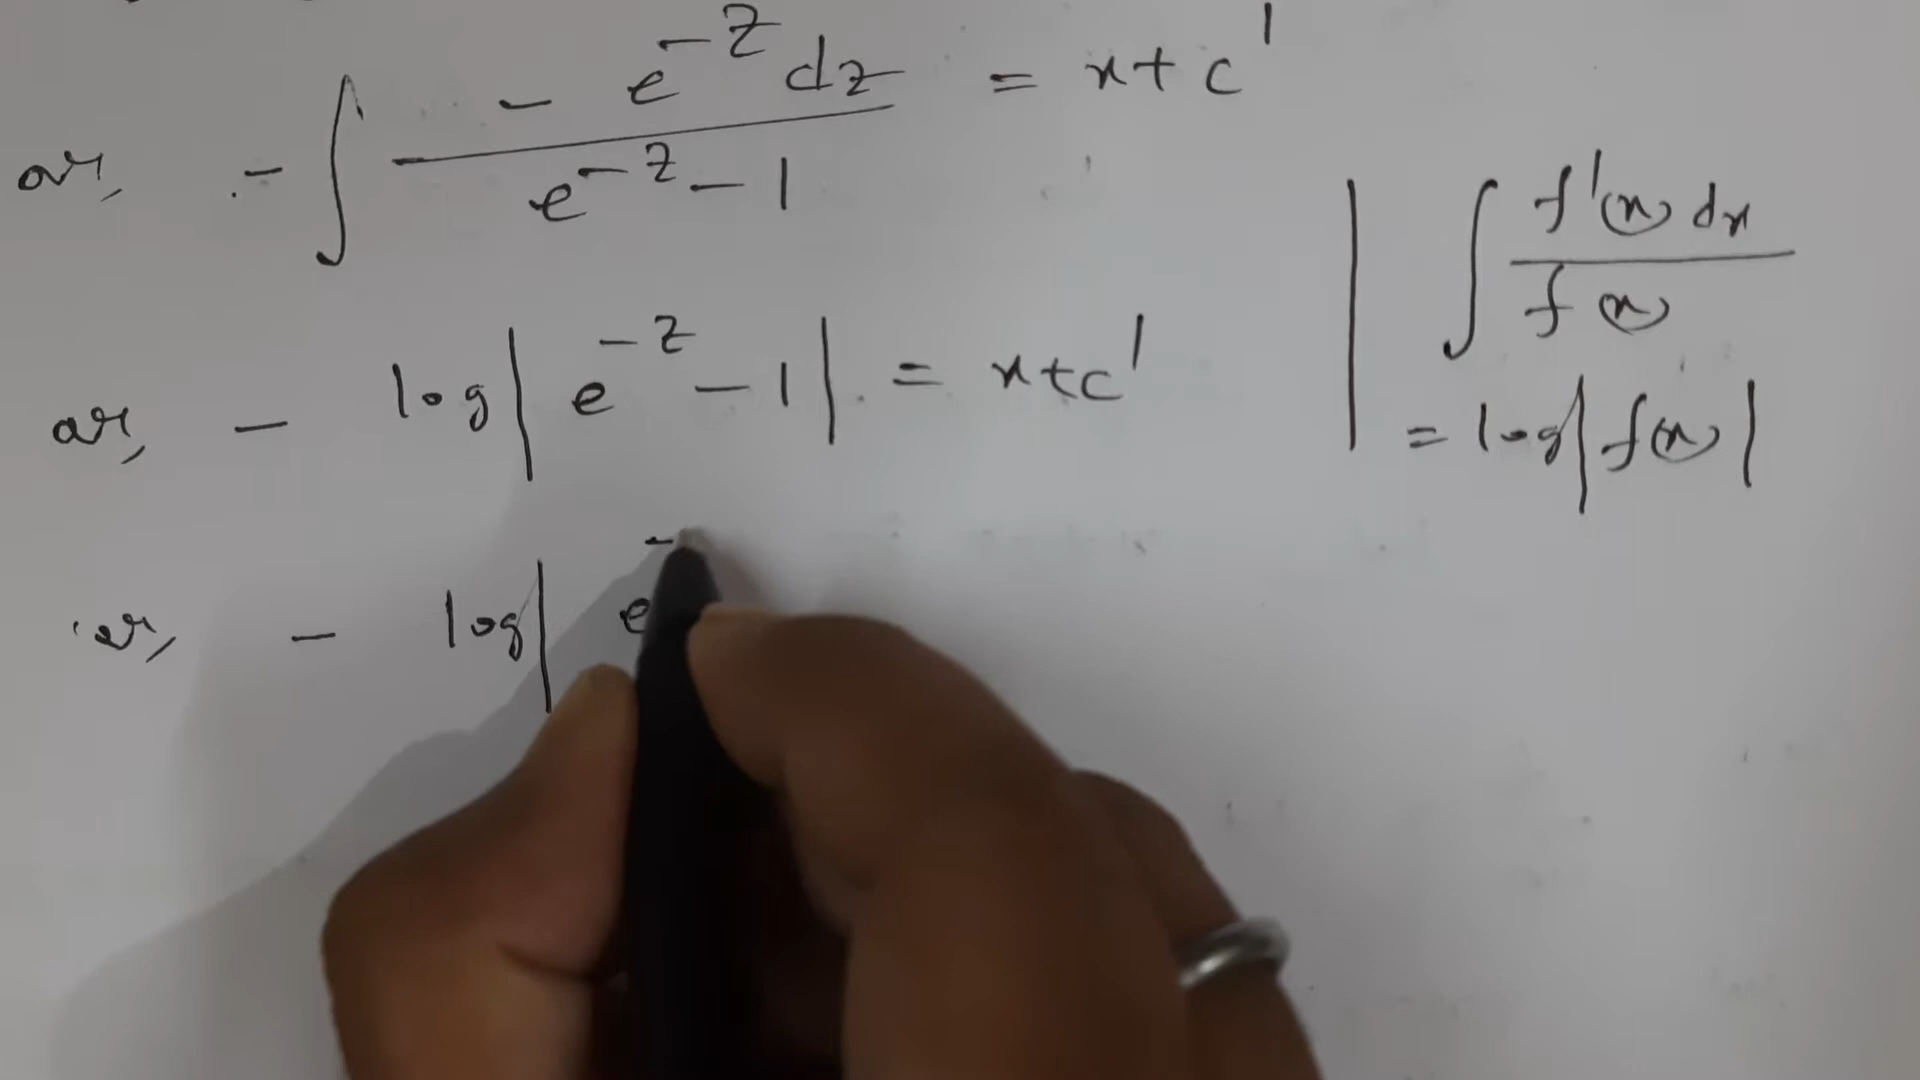 or, - ∫ - e^{-z} dz / e^{-z} - 1 = x + c'
or, - log | e^{-z} - 1 | = x + c'
or, - log | e^{-
| ∫ f'(x) dx / f(x)
= log | f(x) |